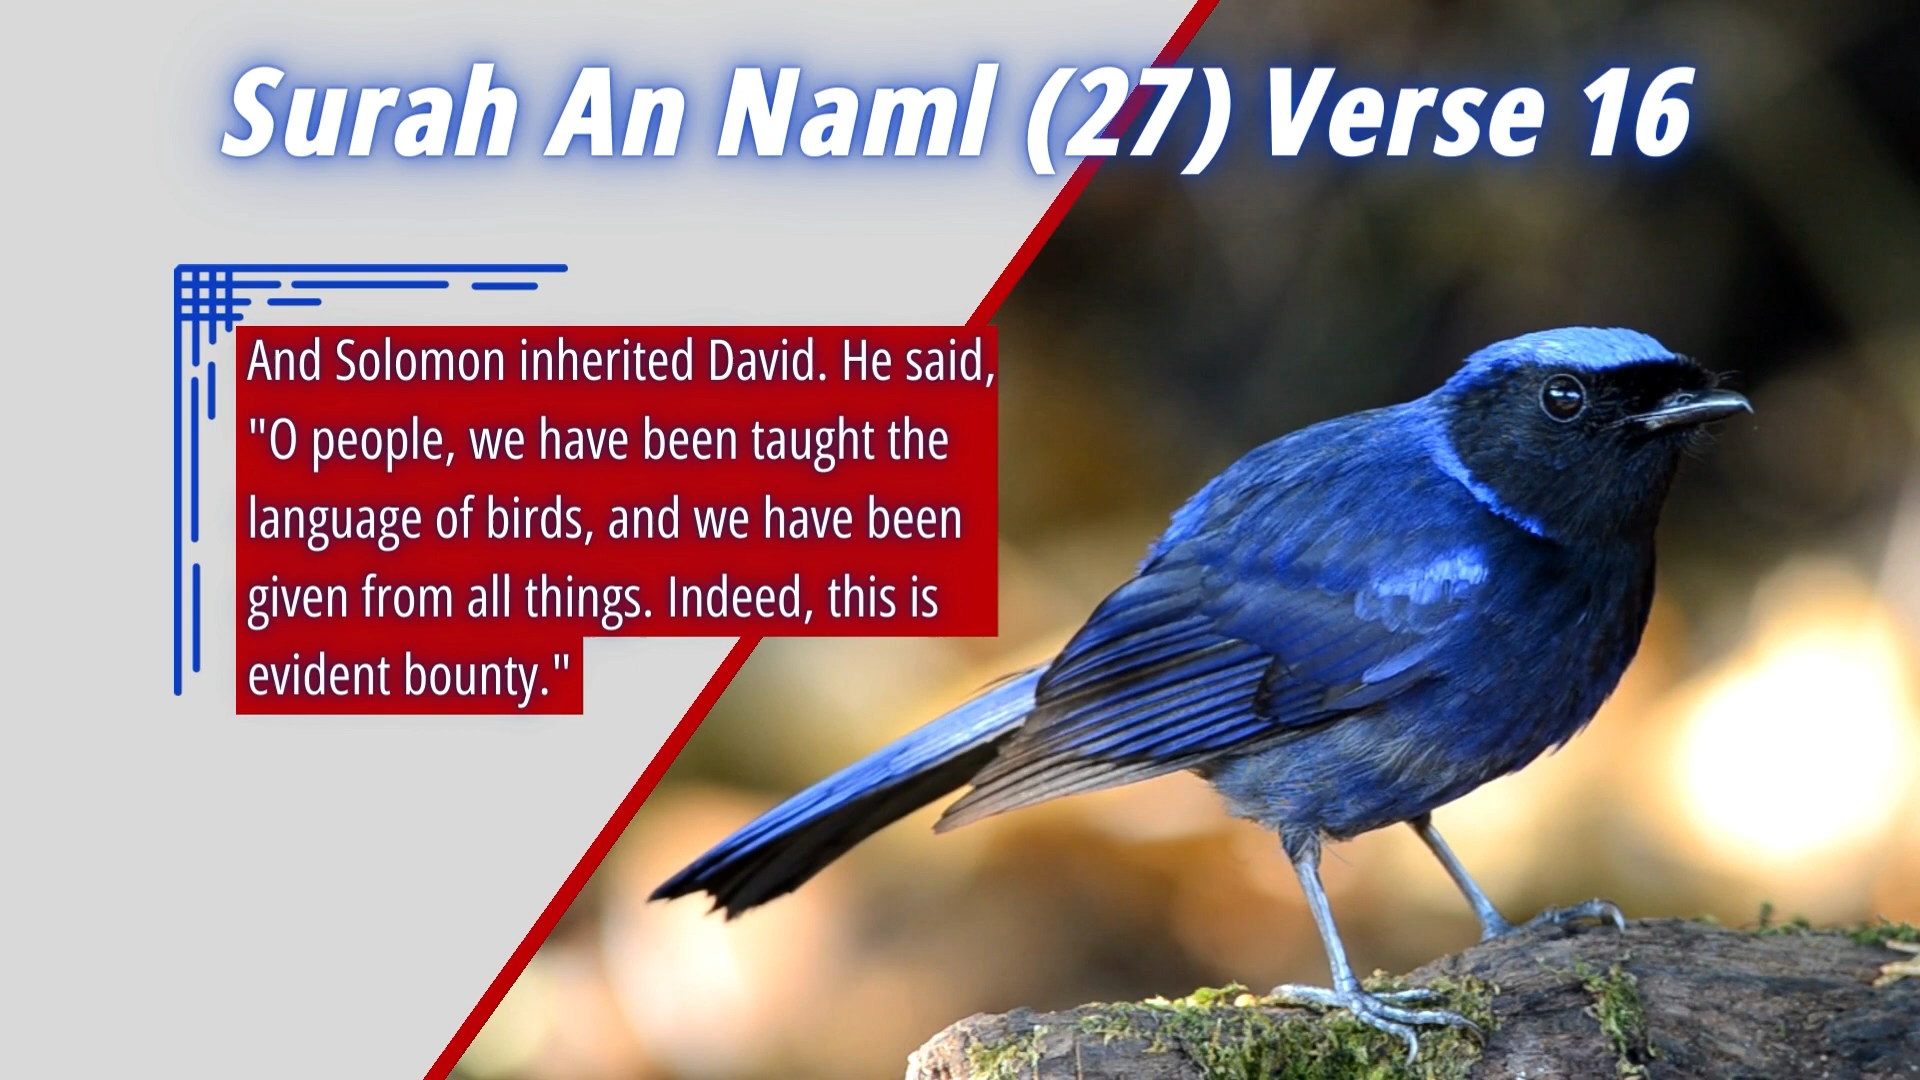 Surah An Naml (27) Verse 16
And Solomon inherited David. He said,
"O people, we have been taught the
language of birds, and we have been
given from all things. Indeed, this is
evident bounty."